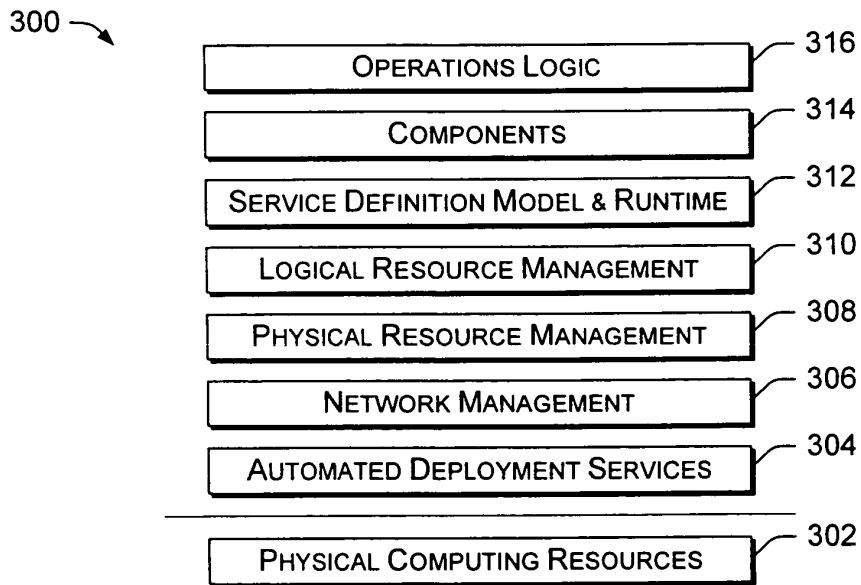 300
OPERATIONS LOGIC 316
COMPONENTS 314
SERVICE DEFINITION MODEL & RUNTIME 312
LOGICAL RESOURCE MANAGEMENT 310
PHYSICAL RESOURCE MANAGEMENT 308
NETWORK MANAGEMENT 306
AUTOMATED DEPLOYMENT SERVICES 304
PHYSICAL COMPUTING RESOURCES 302